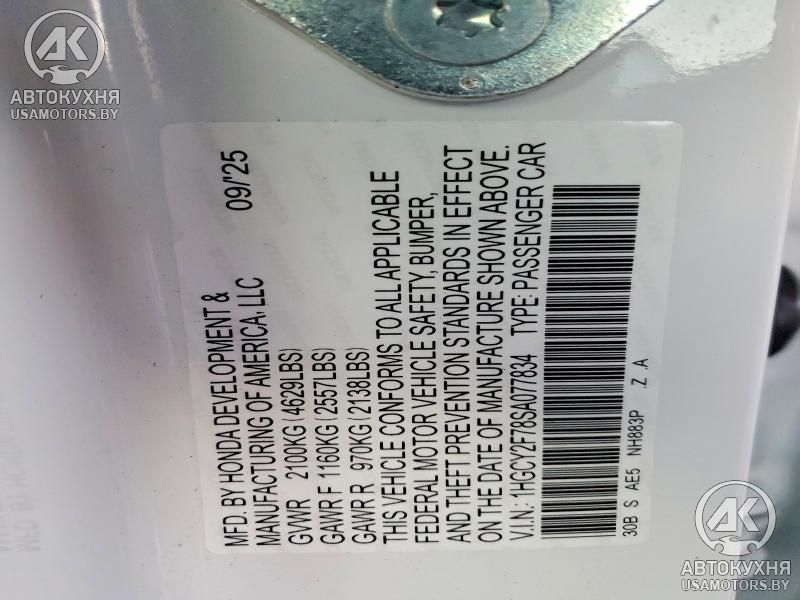 AK
АВТОКУХНЯ
USAMOTORS.BY
MFD. BY HONDA DEVELOPMENT & 09/'25
MANUFACTURING OF AMERICA, LLC
GVWR 2100KG (4629LBS)
GAWR F 1160KG (2557LBS)
GAWR R 970KG (2138LBS)
THIS VEHICLE CONFORMS TO ALL APPLICABLE
FEDERAL MOTOR VEHICLE SAFETY, BUMPER,
AND THEFT PREVENTION STANDARDS IN EFFECT
ON THE DATE OF MANUFACTURE SHOWN ABOVE.
V.I.N.: 1HGCY2F78SA077834 TYPE: PASSENGER CAR
30B S AE5 NH883P Z .A
AK
АВТОКУХНЯ
USAMOTORS.BY